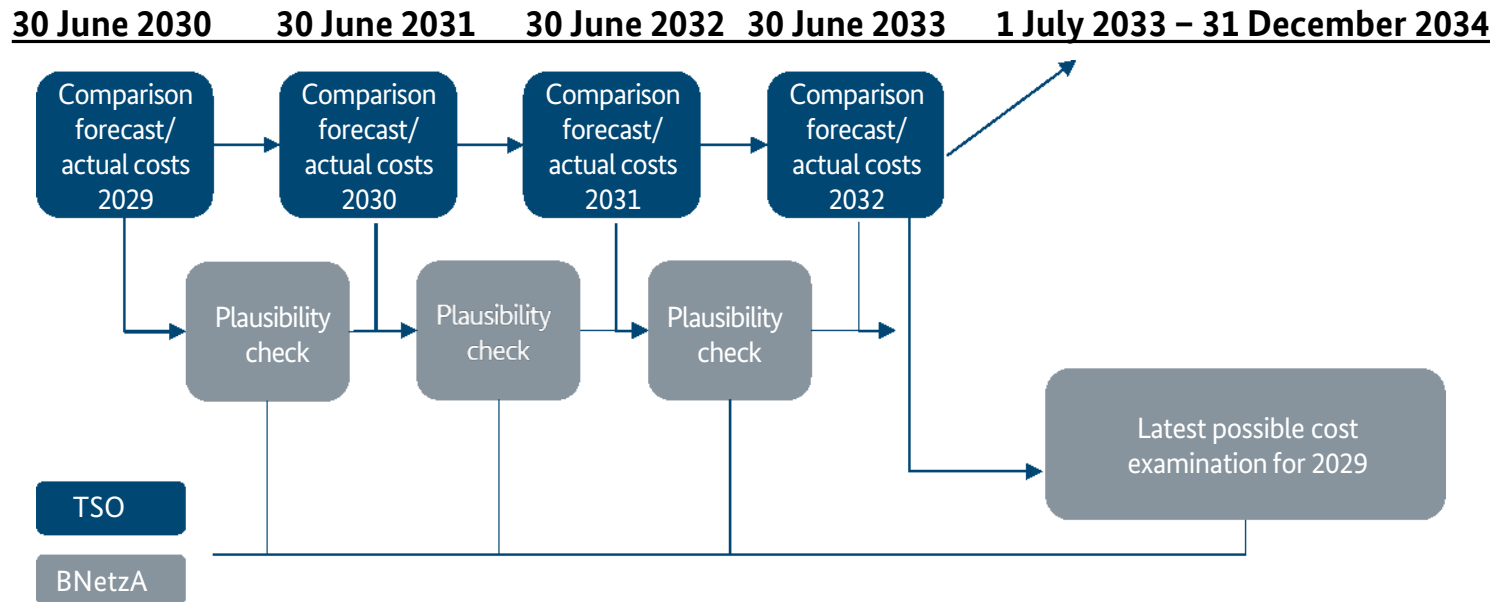 30 June 2030 30 June 2031 30 June 2032 30 June 2033 1 July 2033 – 31 December 2034
Comparison
forecast/
actual costs
2029
Comparison
forecast/
actual costs
2030
Comparison
forecast/
actual costs
2031
Comparison
forecast/
actual costs
2032
Plausibility
check
Plausibility
check
Plausibility
check
Latest possible cost
examination for 2029
TSO
BNetzA